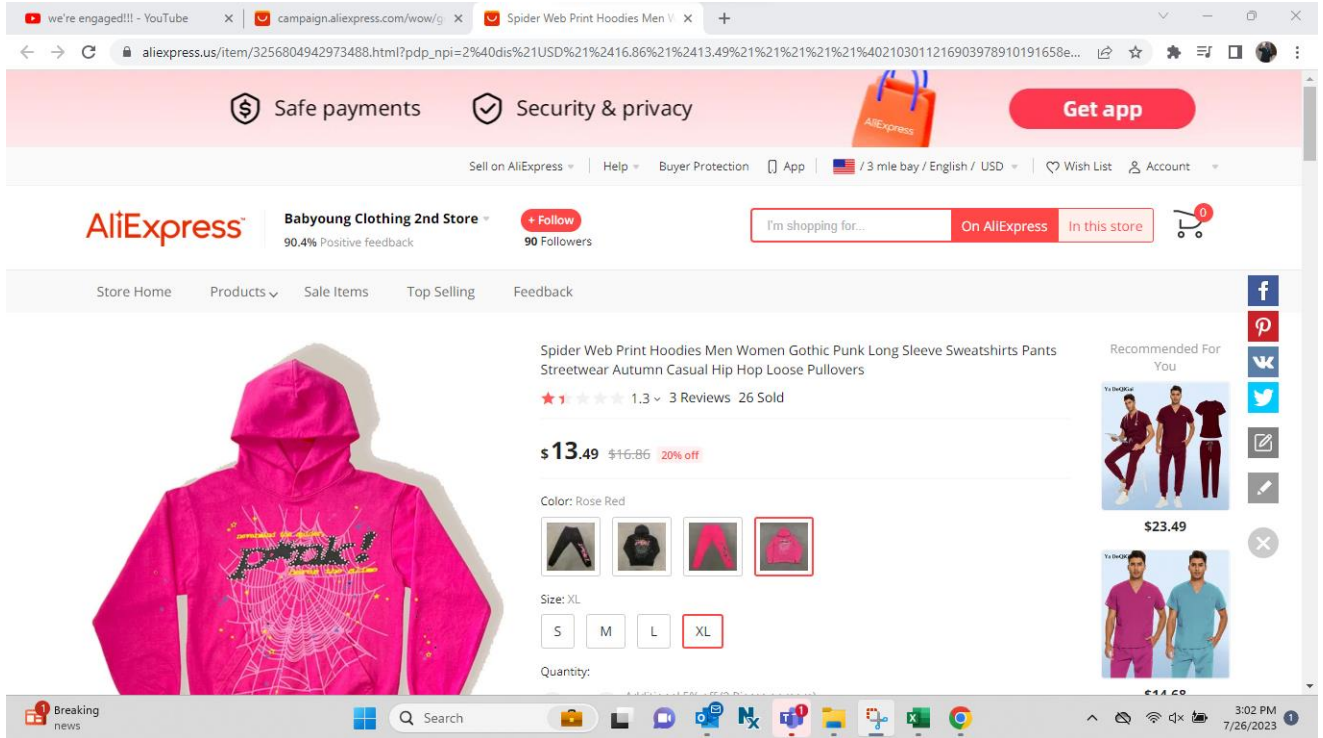 we're engaged!!! - YouTube
campaign.aliexpress.com/wow/g
Spider Web Print Hoodies Men W
aliexpress.us/item/3256804942973488.html?pdp_npi=2%40dis%21USD%21%2416.86%21%2413.49%21%21%21%21%21%40210301121690397891019165 8e...
Safe payments
Security & privacy
AliExpress
Get app
Sell on AliExpress
Help
Buyer Protection
App
/ 3 mle bay / English / USD
Wish List
Account
AliExpress
Babyoung Clothing 2nd Store
90.4% Positive feedback
+ Follow
90 Followers
I'm shopping for...
On AliExpress
In this store
0
Store Home
Products
Sale Items
Top Selling
Feedback
Spider Web Print Hoodies Men Women Gothic Punk Long Sleeve Sweatshirts Pants
Streetwear Autumn Casual Hip Hop Loose Pullovers
1.3
3 Reviews
26 Sold
$13.49
$16.86
20% off
Color: Rose Red
Size: XL
S
M
L
XL
Quantity:
Recommended For
You
$23.49
$14.68
Breaking
news
Search
3:02 PM
7/26/2023